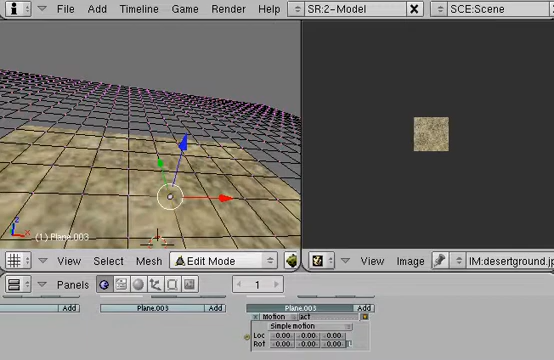 File Add Timeline Game Render Help SR:2-Model SCE:Scene
(1) Plane.003
View Select Mesh Edit Mode View Image IM:desertground.jp
Panels 1
Add Plane.003 Add Plane.003 Add
Motion act
Simple motion
Loc 0.00 0.00 0.00
Rot 0.00 0.00 0.00